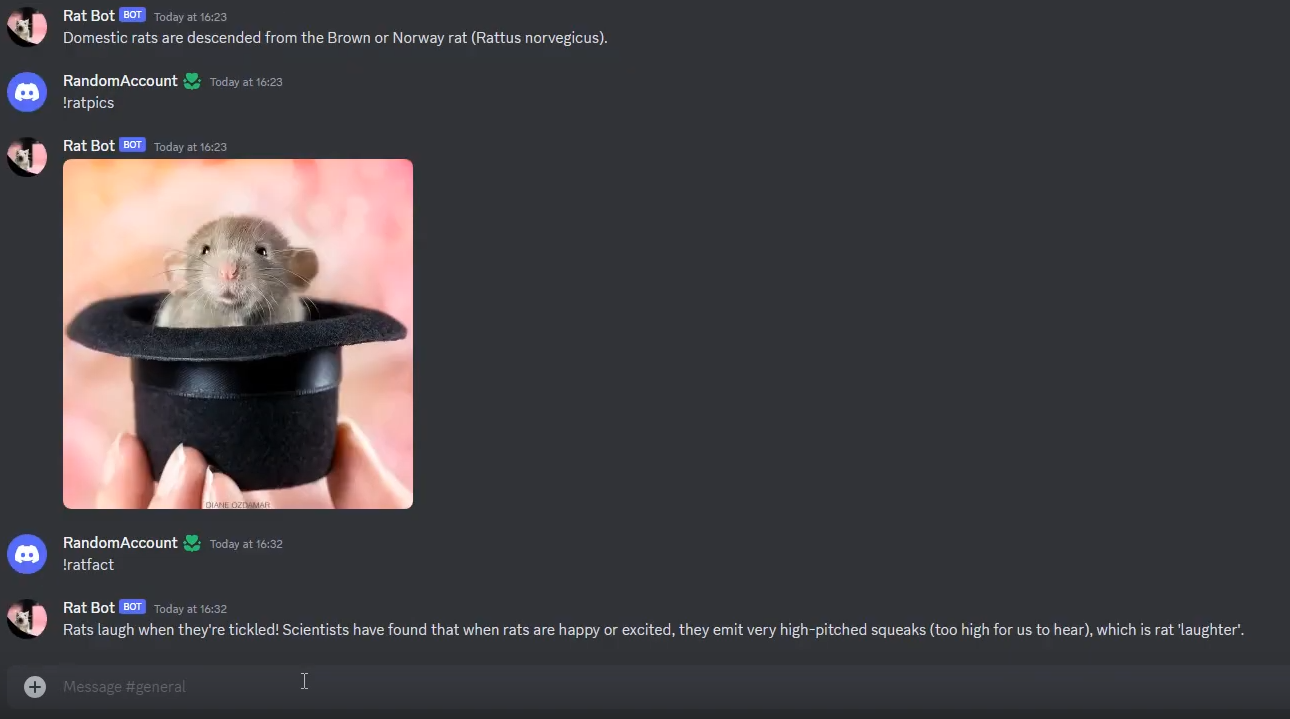 Rat Bot BOT Today at 16:23
Domestic rats are descended from the Brown or Norway rat (Rattus norvegicus).
RandomAccount Today at 16:23
!ratpics
Rat Bot BOT Today at 16:23
DIANE OZDAMAR
RandomAccount Today at 16:32
!ratfact
Rat Bot BOT Today at 16:32
Rats laugh when they're tickled! Scientists have found that when rats are happy or excited, they emit very high-pitched squeaks (too high for us to hear), which is rat 'laughter'.
Message #general